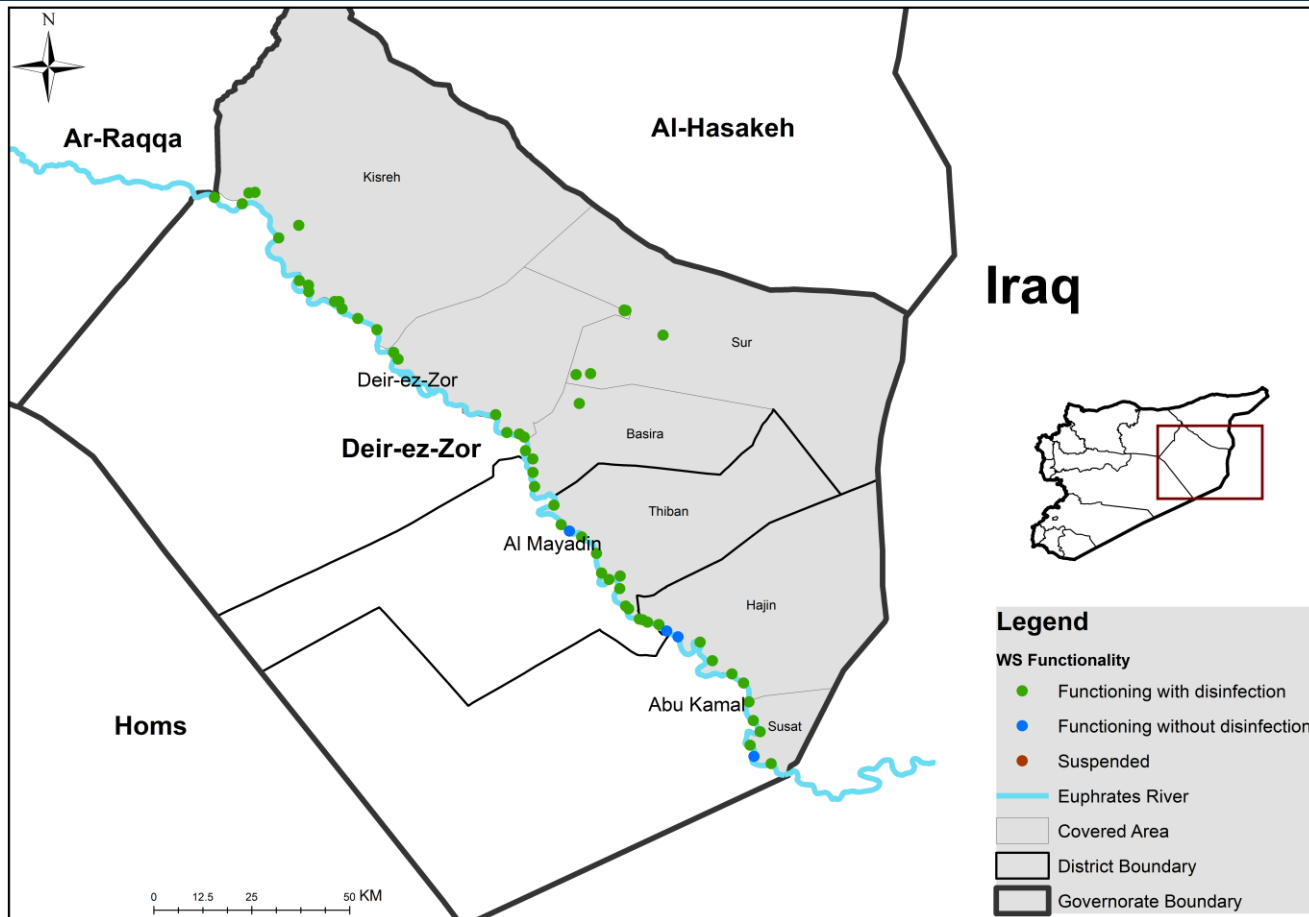 N
Ar-Raqqa
Al-Hasakeh
Kisreh
Iraq
Sur
Deir-ez-Zor
Deir-ez-Zor
Basira
Thiban
Al Mayadin
Hajin
Abu Kamal
Susat
Homs
0 12.5 25 50 KM
Legend
WS Functionality
Functioning with disinfection
Functioning without disinfection
Suspended
Euphrates River
Covered Area
District Boundary
Governorate Boundary